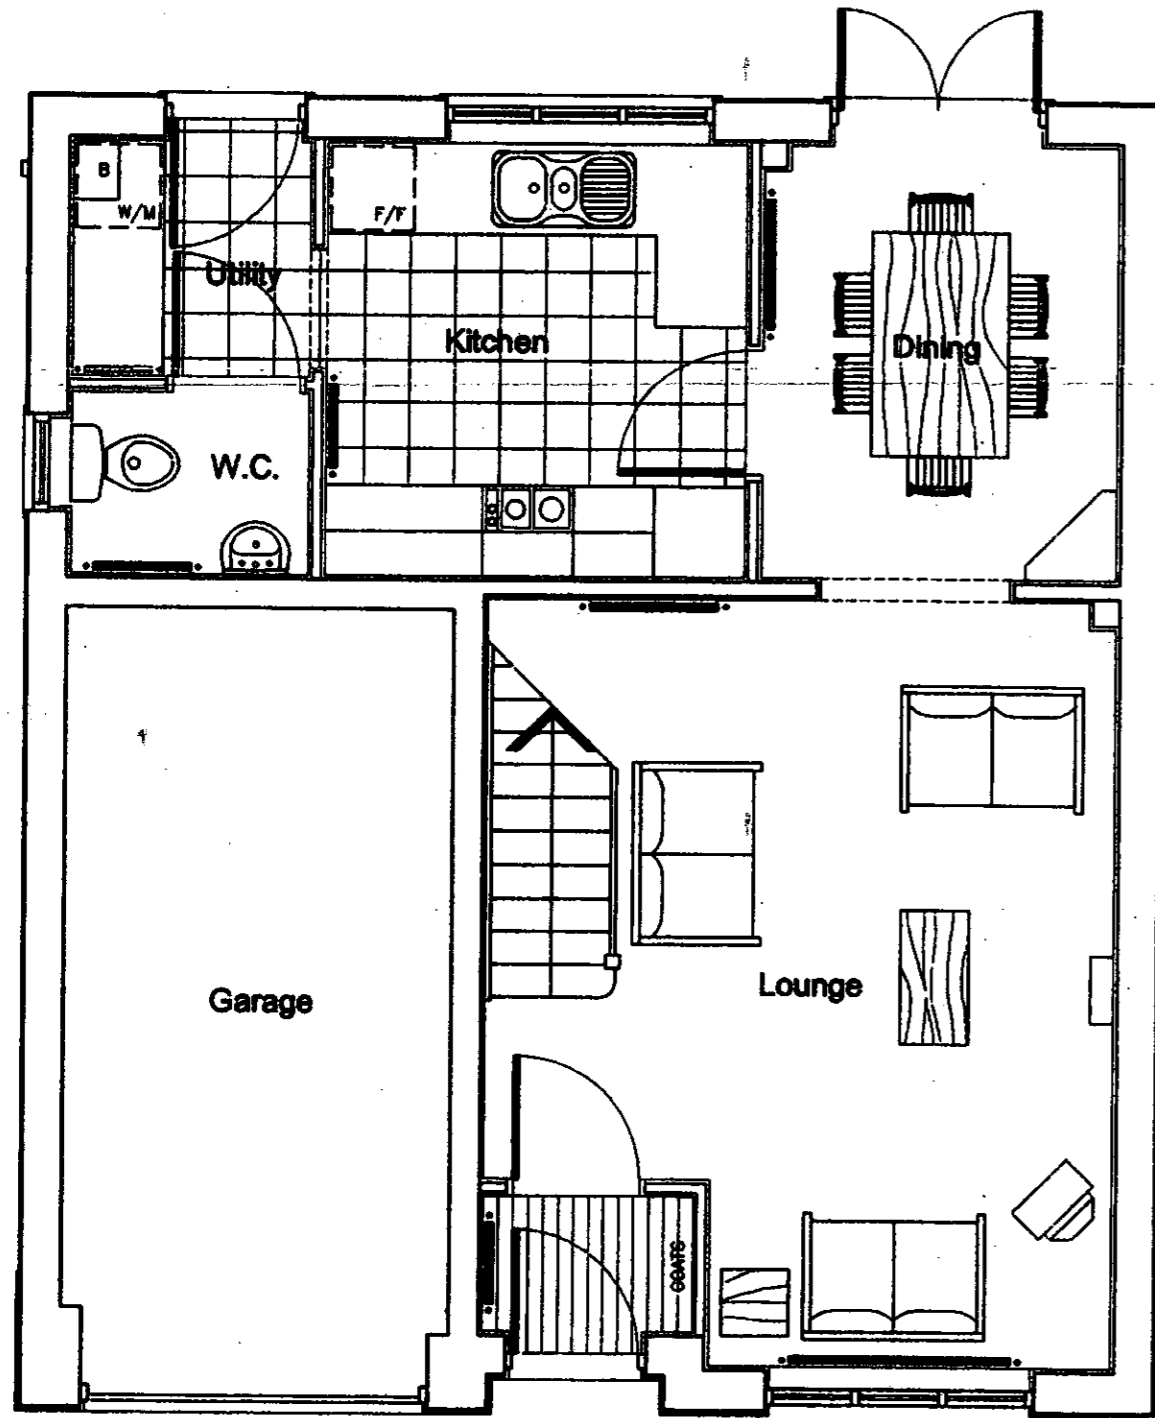 B
W/M
F/F
Utility
Kitchen
Dining
W.C.
Garage
Lounge
COATS